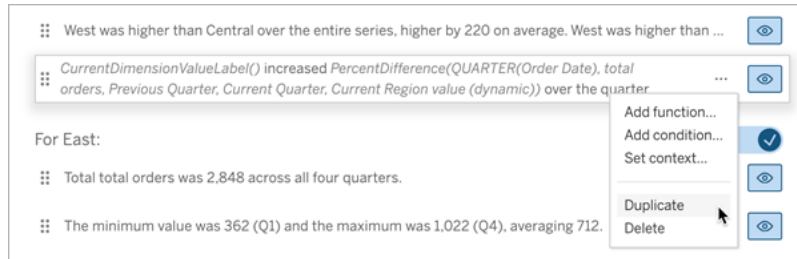 West was higher than Central over the entire series, higher by 220 on average. West was higher than ...
CurrentDimensionValueLabel() increased PercentDifference(QUARTER(Order Date), total
orders, Previous Quarter, Current Quarter, Current Region value (dynamic)) over the quarter
...
Add function...
Add condition...
Set context...
Duplicate
Delete
For East:
Total total orders was 2,848 across all four quarters.
The minimum value was 362 (Q1) and the maximum was 1,022 (Q4), averaging 712.